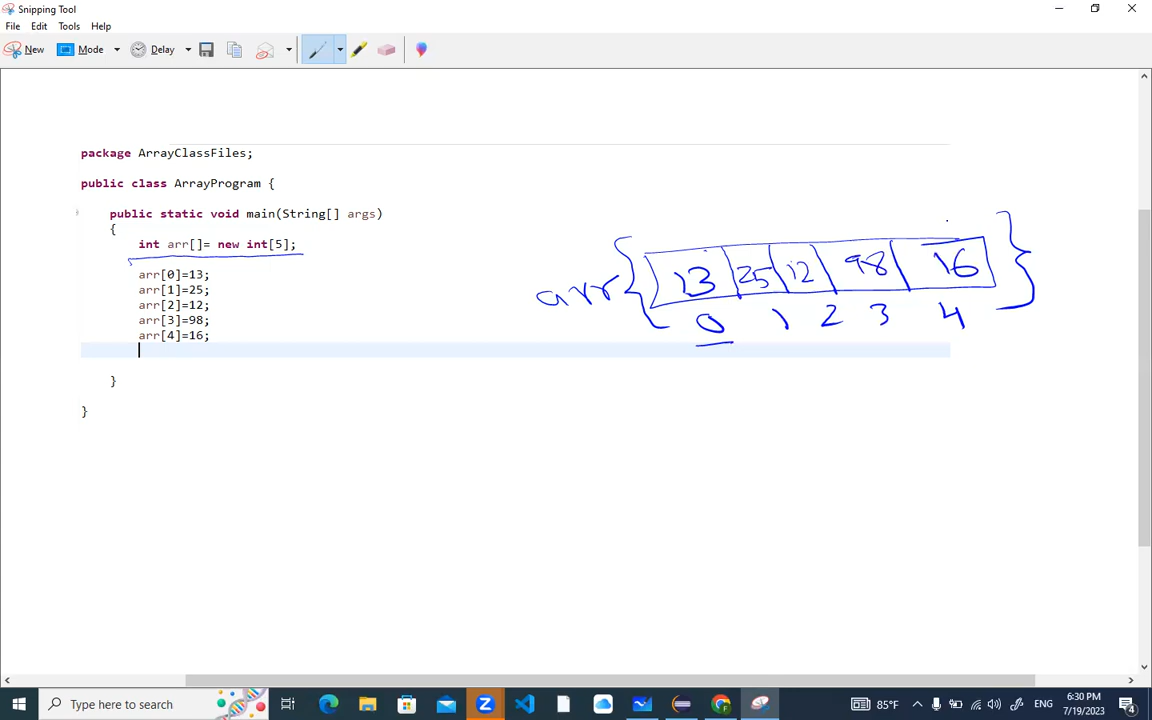 Snipping Tool
File Edit Tools Help
New Mode Delay
package ArrayClassFiles;
public class ArrayProgram {
public static void main(String[] args)
{
int arr[]= new int[5];
arr[0]=13;
arr[1]=25;
arr[2]=12;
arr[3]=98;
arr[4]=16;
}
}
arr { 13 25 12 98 16 }
0 1 2 3 4
Type here to search
85°F
ENG
6:30 PM
7/19/2023
4